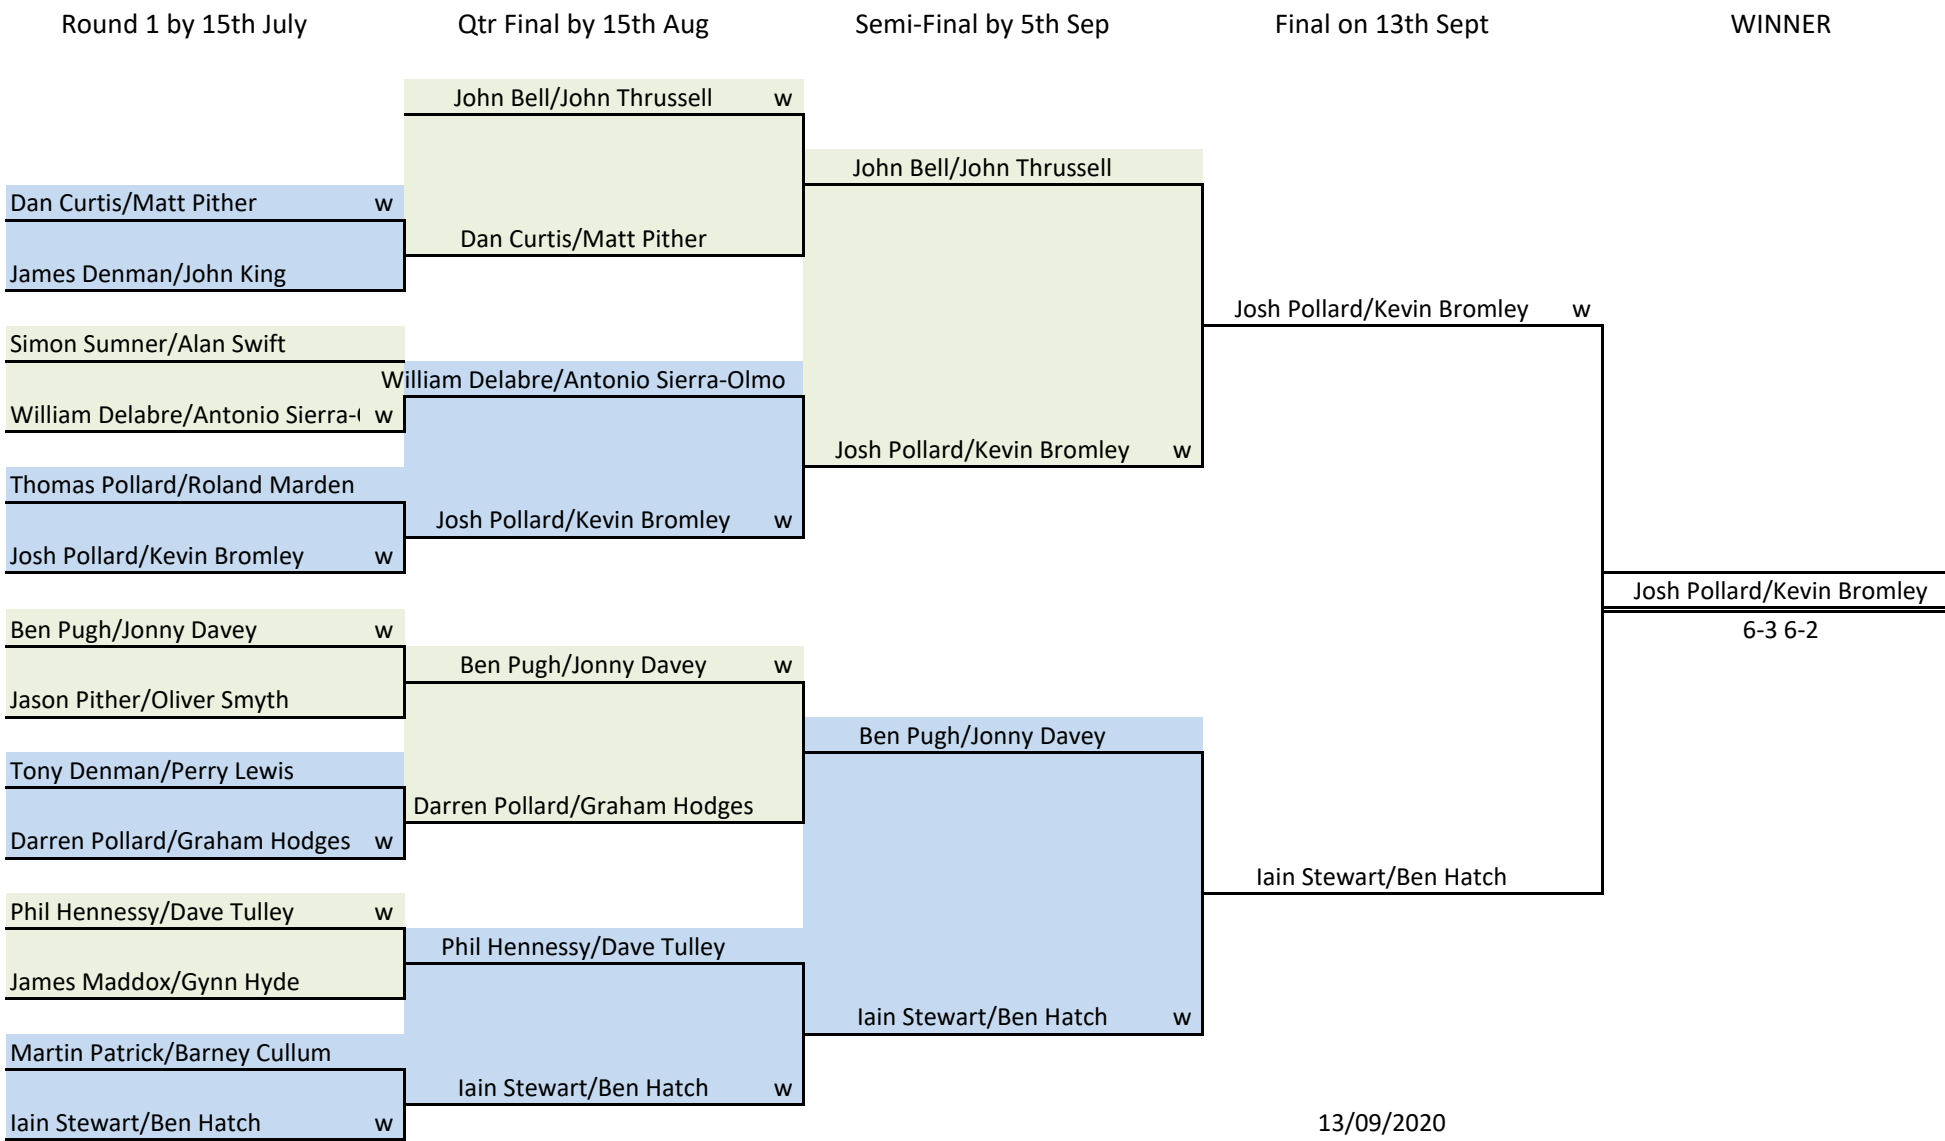 Round 1 by 15th July
Qtr Final by 15th Aug
Semi-Final by 5th Sep
Final on 13th Sept
WINNER
John Bell/John Thrussell w
John Bell/John Thrussell
Dan Curtis/Matt Pither w
Dan Curtis/Matt Pither
James Denman/John King
Josh Pollard/Kevin Bromley w
Simon Sumner/Alan Swift
William Delabre/Antonio Sierra-Olmo
William Delabre/Antonio Sierra-( w
Josh Pollard/Kevin Bromley w
Thomas Pollard/Roland Marden
Josh Pollard/Kevin Bromley w
Josh Pollard/Kevin Bromley w
Josh Pollard/Kevin Bromley
Ben Pugh/Jonny Davey w
6-3 6-2
Ben Pugh/Jonny Davey w
Jason Pither/Oliver Smyth
Ben Pugh/Jonny Davey
Tony Denman/Perry Lewis
Darren Pollard/Graham Hodges
Darren Pollard/Graham Hodges w
Iain Stewart/Ben Hatch
Phil Hennessy/Dave Tulley w
Phil Hennessy/Dave Tulley
James Maddox/Gynn Hyde
Iain Stewart/Ben Hatch w
Martin Patrick/Barney Cullum
Iain Stewart/Ben Hatch w
Iain Stewart/Ben Hatch w
13/09/2020